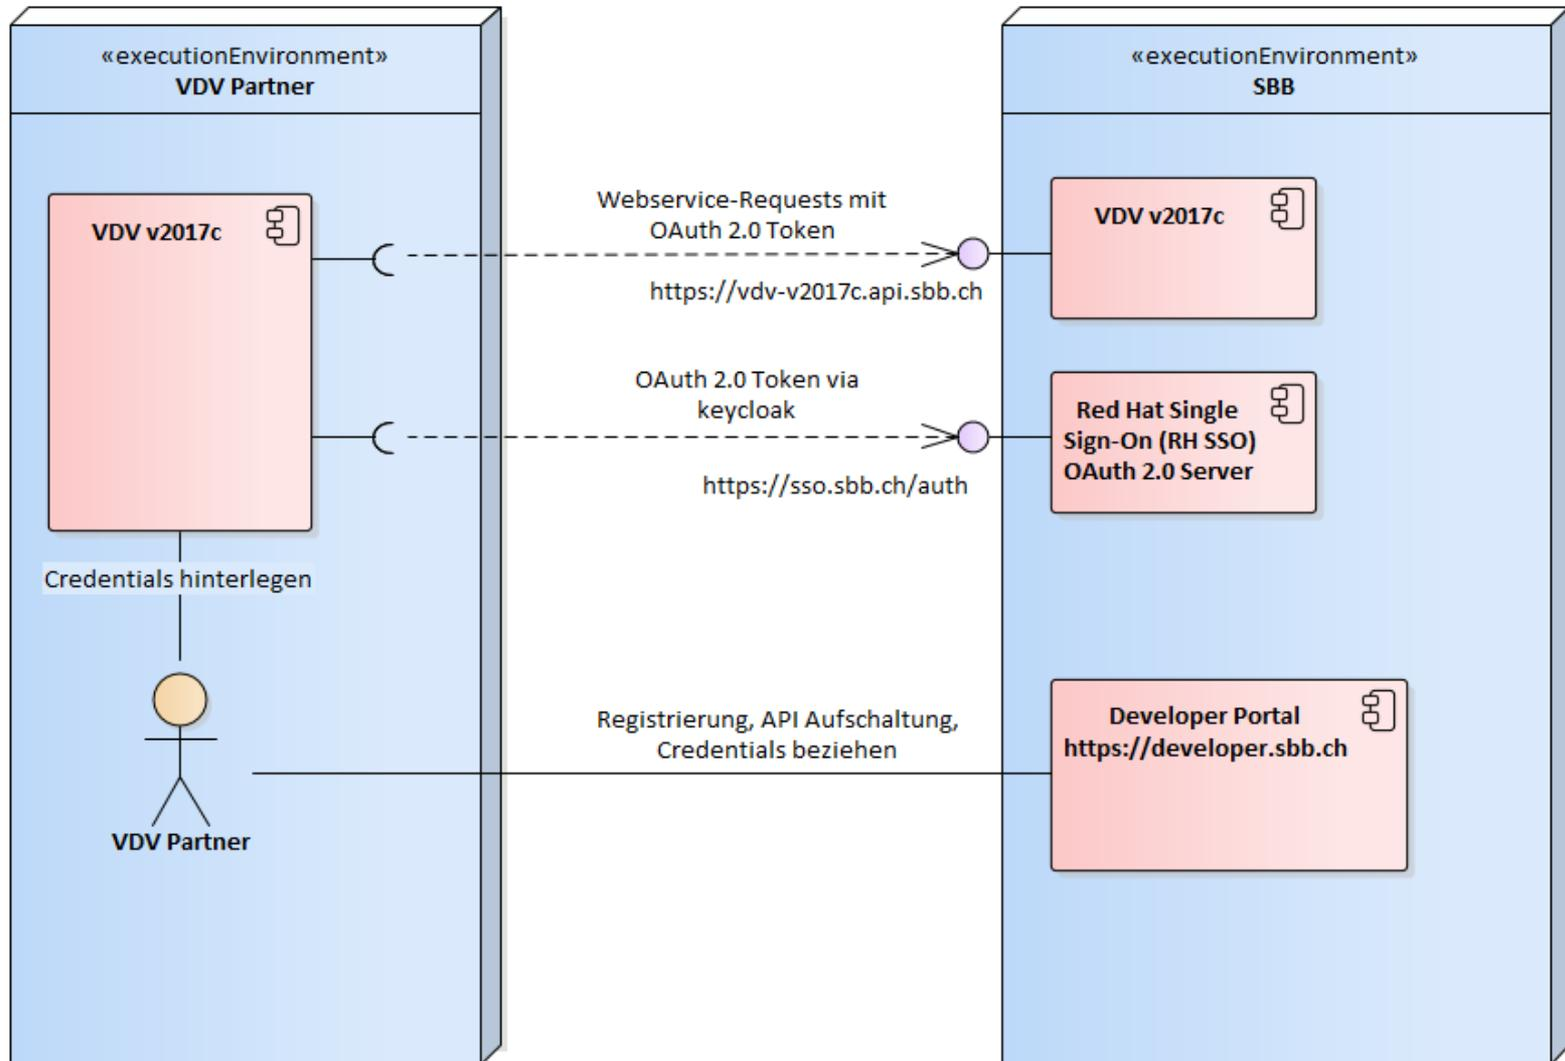 «executionEnvironment»
VDV Partner
VDV v2017c
Credentials hinterlegen
VDV Partner
Webservice-Requests mit
OAuth 2.0 Token
https://vdv-v2017c.api.sbb.ch
OAuth 2.0 Token via
keycloak
https://sso.sbb.ch/auth
Registrierung, API Aufschaltung,
Credentials beziehen
«executionEnvironment»
SBB
VDV v2017c
Red Hat Single
Sign-On (RH SSO)
OAuth 2.0 Server
Developer Portal
https://developer.sbb.ch